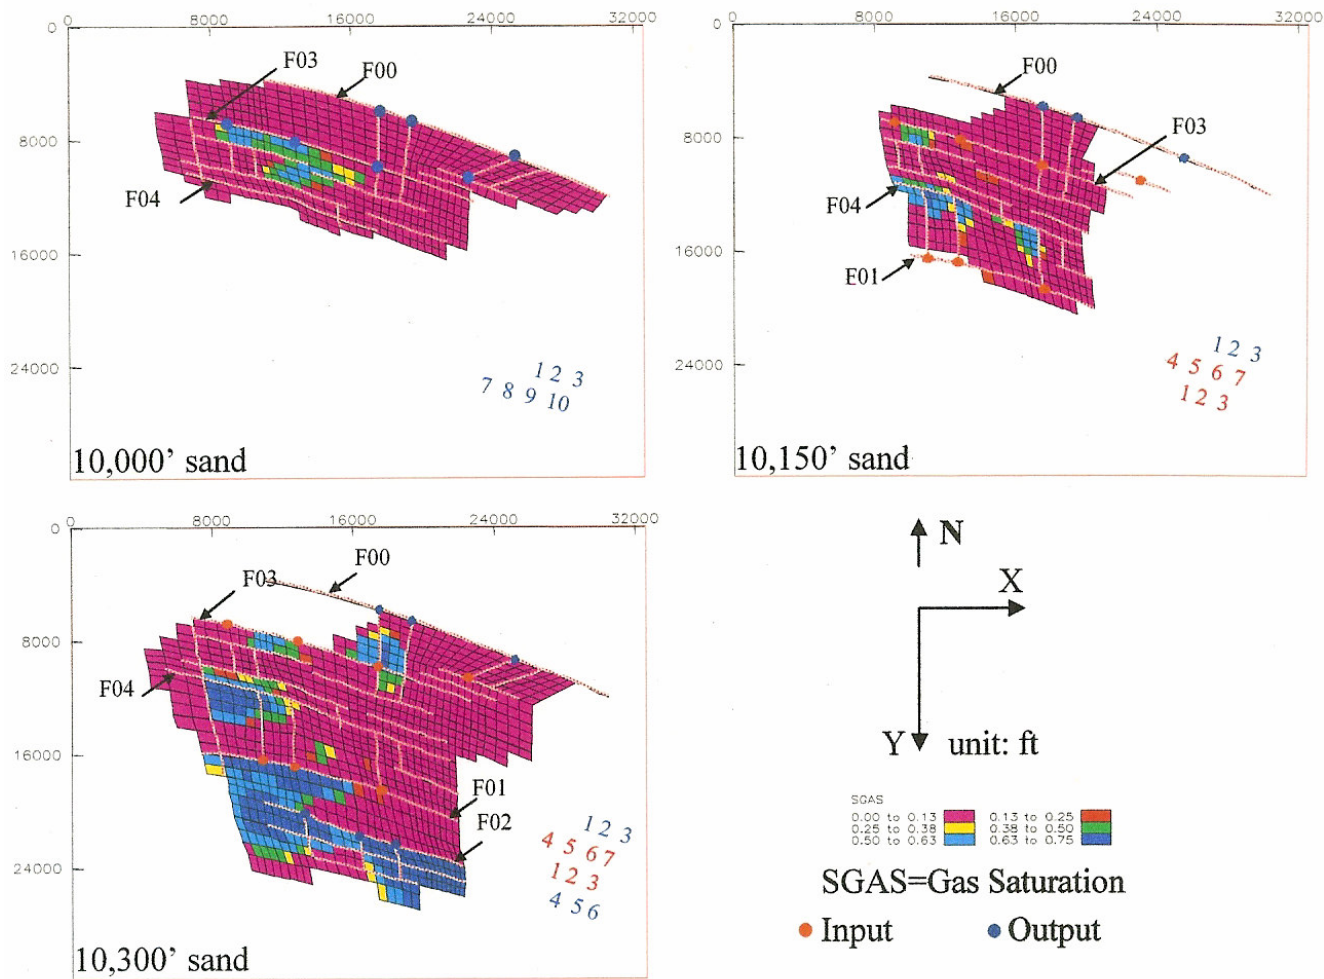 0 8000 16000 24000 32000
0
F03
F00
8000
F04
16000
24000
1 2 3
7 8 9 10
10,000’ sand
0 8000 16000 24000 32000
0
F00
F03
8000
F04
16000
E01
24000
1 2 3
4 5 6 7
1 2 3
10,150’ sand
0 8000 16000 24000 32000
0
F00
F03
8000
F04
16000
F01
F02
24000
1 2 3
4 5 6 7
1 2 3
4 5 6
10,300’ sand
N
X
Y unit: ft
SGAS
0.00 to 0.13 0.13 to 0.25
0.25 to 0.38 0.38 to 0.50
0.50 to 0.63 0.63 to 0.75
SGAS=Gas Saturation
Input Output